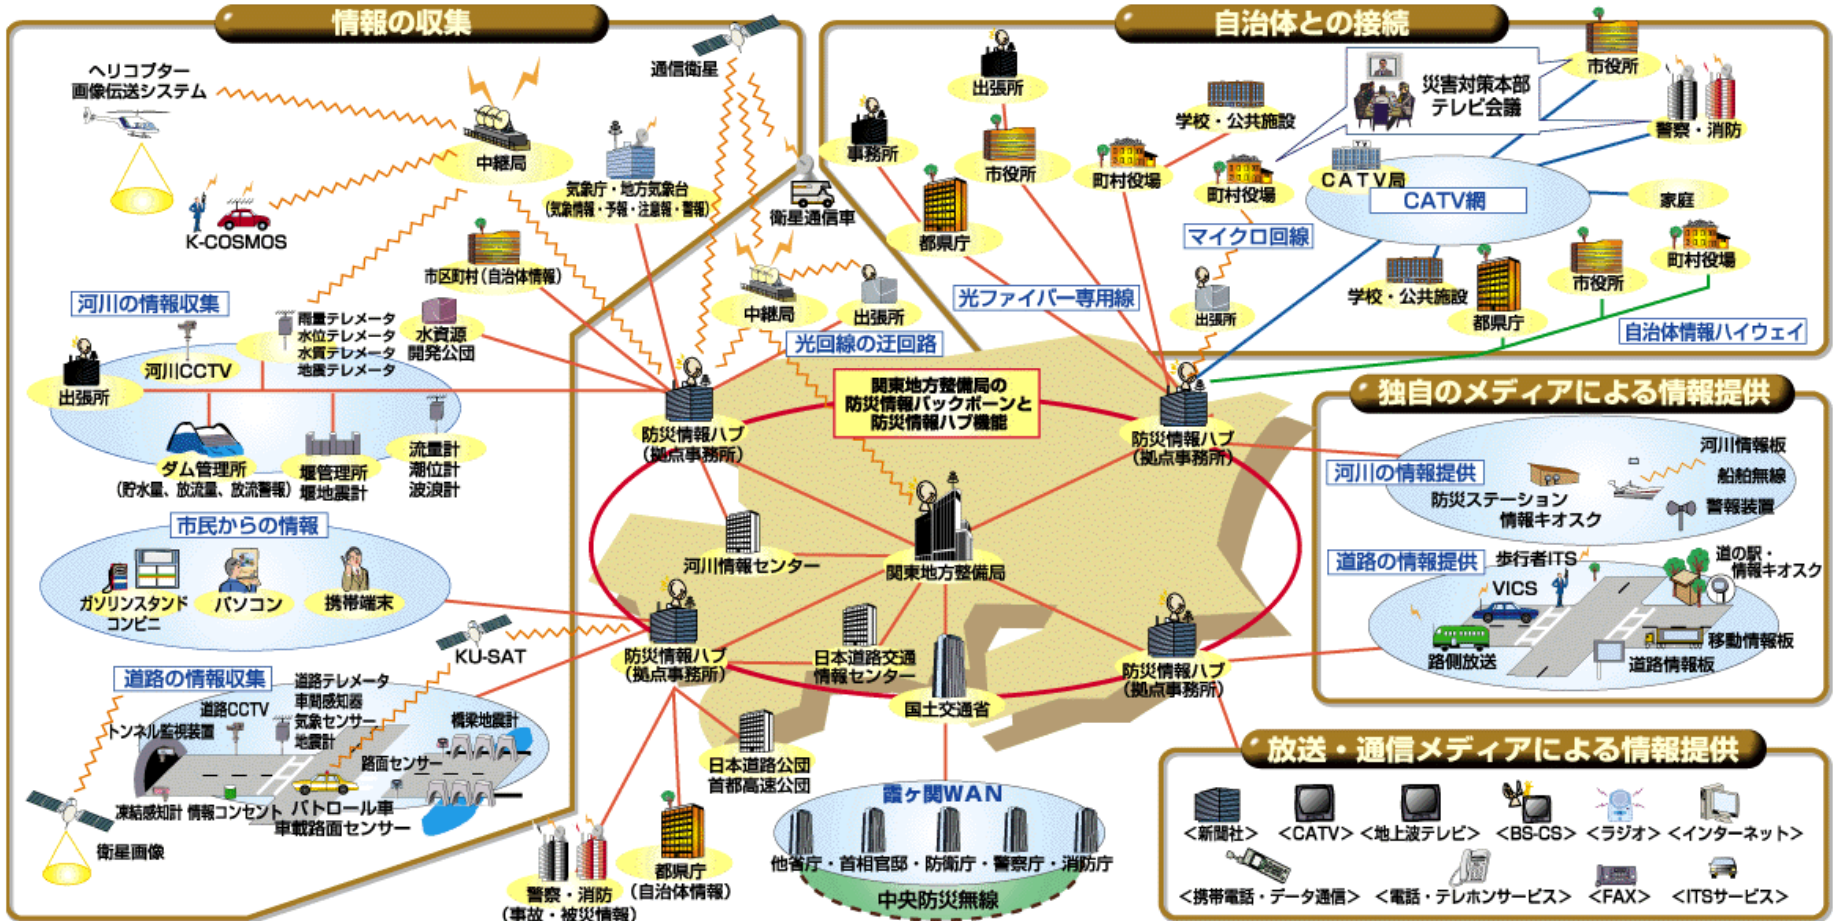 情報の収集
ヘリコプター
画像伝送システム
中継局
通信衛星
K-COSMOS
気象庁・地方気象台
(気象情報・予報・注意報・警報)
衛星通信車
市区町村(自治体情報)
中継局
出張所
光回線の迂回路
河川の情報収集
雨量テレメータ
水位テレメータ
水質テレメータ
地震テレメータ
水資源
開発公団
出張所
河川CCTV
ダム管理所
(貯水量、放流量、放流警報)
堰管理所
堰地震計
流量計
潮位計
波浪計
市民からの情報
ガソリンスタンド
コンビニ
パソコン
携帯端末
KU-SAT
道路の情報収集
道路テレメータ
車間感知器
気象センサー
地震計
道路CCTV
トンネル監視装置
橋梁地震計
路面センサー
凍結感知計
情報コンセント
パトロール車
車載路面センサー
衛星画像
自治体との接続
出張所
事務所
市役所
都県庁
学校・公共施設
町村役場
町村役場
災害対策本部
テレビ会議
市役所
警察・消防
CATV局
CATV網
家庭
マイクロ回線
光ファイバー専用線
出張所
学校・公共施設
都県庁
市役所
町村役場
自治体情報ハイウェイ
関東地方整備局の
防災情報バックボーンと
防災情報ハブ機能
防災情報ハブ
(拠点事務所)
防災情報ハブ
(拠点事務所)
河川情報センター
関東地方整備局
防災情報ハブ
(拠点事務所)
日本道路交通
情報センター
国土交通省
防災情報ハブ
(拠点事務所)
日本道路公団
首都高速公団
都県庁
(自治体情報)
警察・消防
(事故・被災情報)
霞ヶ関WAN
他省庁・首相官邸・防衛庁・警察庁・消防庁
中央防災無線
独自のメディアによる情報提供
河川の情報提供
河川情報板
船舶無線
警報装置
防災ステーション
情報キオスク
道路の情報提供
歩行者ITS
VICS
道の駅・
情報キオスク
路側放送
移動情報板
道路情報板
放送・通信メディアによる情報提供
<新聞社>
<CATV>
<地上波テレビ>
<BS-CS>
<ラジオ>
<インターネット>
<携帯電話・データ通信>
<電話・テレホンサービス>
<FAX>
<ITSサービス>